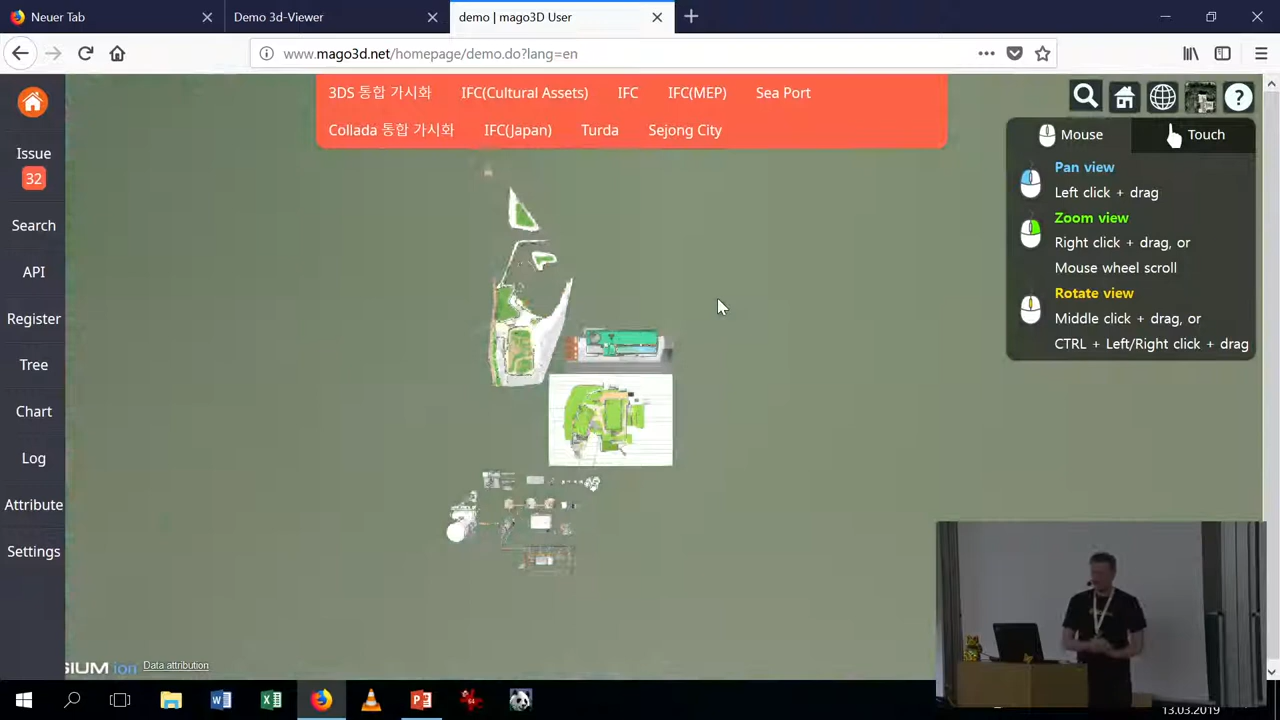 Neuer Tab
Demo 3d-Viewer
demo | mago3D User
www.mago3d.net/homepage/demo.do?lang=en
3DS 통합 가시화
IFC(Cultural Assets)
IFC
IFC(MEP)
Sea Port
Collada 통합 가시화
IFC(Japan)
Turda
Sejong City
Issue
32
Search
API
Register
Tree
Chart
Log
Attribute
Settings
Mouse
Touch
Pan view
Left click + drag
Zoom view
Right click + drag, or
Mouse wheel scroll
Rotate view
Middle click + drag, or
CTRL + Left/Right click + drag
SIUM ion
Data attribution
13.03.2019